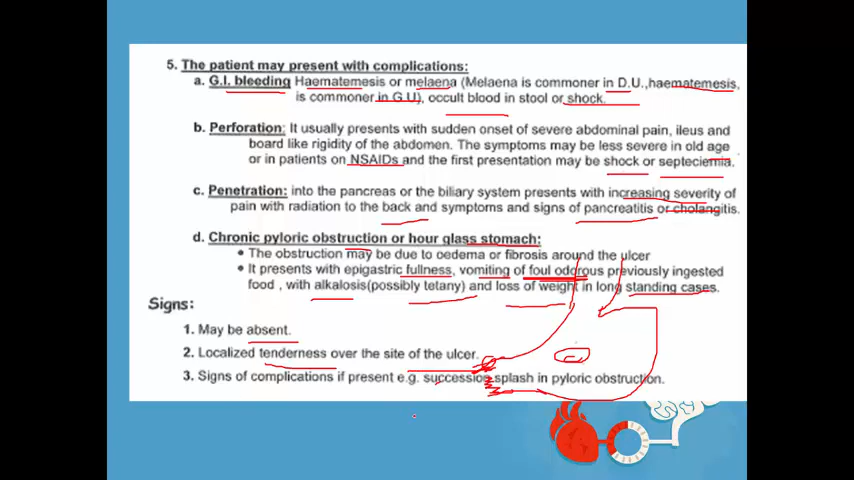 5. The patient may present with complications:
a. G.I. bleeding Haematemesis or melaena (Melaena is commoner in D.U.,haematemesis,
is commoner in G.U), occult blood in stool or shock.
b. Perforation: It usually presents with sudden onset of severe abdominal pain, ileus and
board like rigidity of the abdomen. The symptoms may be less severe in old age
or in patients on NSAIDs and the first presentation may be shock or septeciemia.
c. Penetration: into the pancreas or the biliary system presents with increasing severity of
pain with radiation to the back and symptoms and signs of pancreatitis or cholangitis.
d. Chronic pyloric obstruction or hour glass stomach:
• The obstruction may be due to oedema or fibrosis around the ulcer
• It presents with epigastric fullness, vomiting of foul odorous previously ingested
food , with alkalosis(possibly tetany) and loss of weight in long standing cases.
Signs:
1. May be absent.
2. Localized tenderness over the site of the ulcer.
3. Signs of complications if present e.g. succession splash in pyloric obstruction.